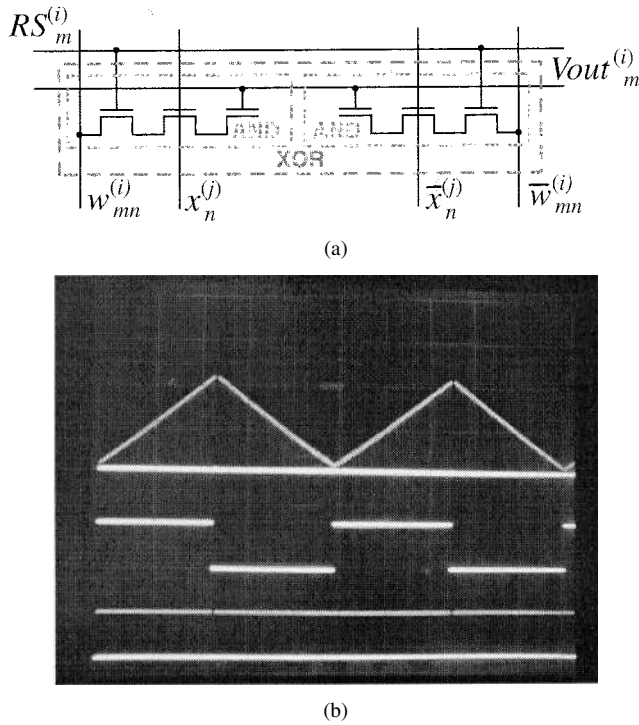 RS_m^(i)
Vout_m^(i)
AND AND
XOR
w_mn^(i) x_n^(j) x̄_n^(j) w̄_mn^(i)
(a)
(b)